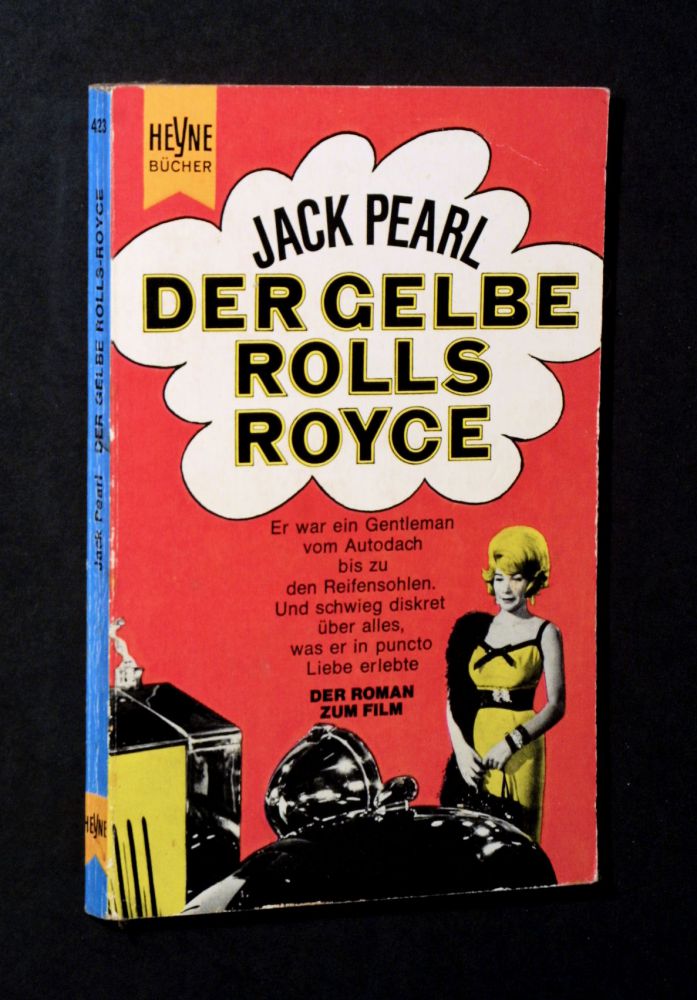 HEYNE
BÜCHER
JACK PEARL
DER GELBE
ROLLS
ROYCE
Er war ein Gentleman
vom Autodach
bis zu
den Reifensohlen.
Und schwieg diskret
über alles,
was er in puncto
Liebe erlebte
DER ROMAN
ZUM FILM
423
Jack Pearl DER GELBE ROLLS-ROYCE
HEYNE